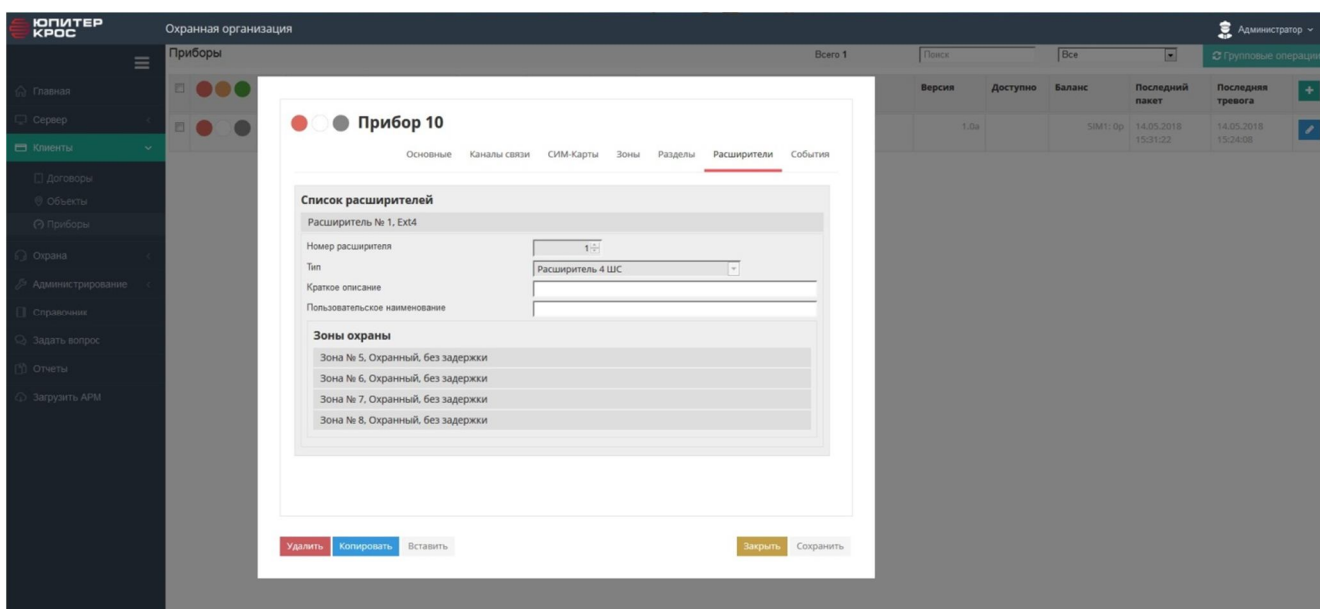 ЮПИТЕР
КРОС
Охранная организация
Администратор
Приборы
Всего 1
Поиск
Все
Групповые операции
Главная
Сервер
Клиенты
Договоры
Объекты
Приборы
Охрана
Администрирование
Справочник
Задать вопрос
Отчеты
Загрузить АРМ
Версия Доступно Баланс Последний пакет Последняя тревога
1.0a SIM1: 0р 14.05.2018 15:31:22 14.05.2018 15:24:08
Прибор 10
Основные Каналы связи СИМ-Карты Зоны Разделы Расширители События
Список расширителей
Расширитель № 1, Ext4
Номер расширителя 1
Тип Расширитель 4 ШС
Краткое описание
Пользовательское наименование
Зоны охраны
Зона № 5, Охранный, без задержки
Зона № 6, Охранный, без задержки
Зона № 7, Охранный, без задержки
Зона № 8, Охранный, без задержки
Удалить Копировать Вставить Закрыть Сохранить